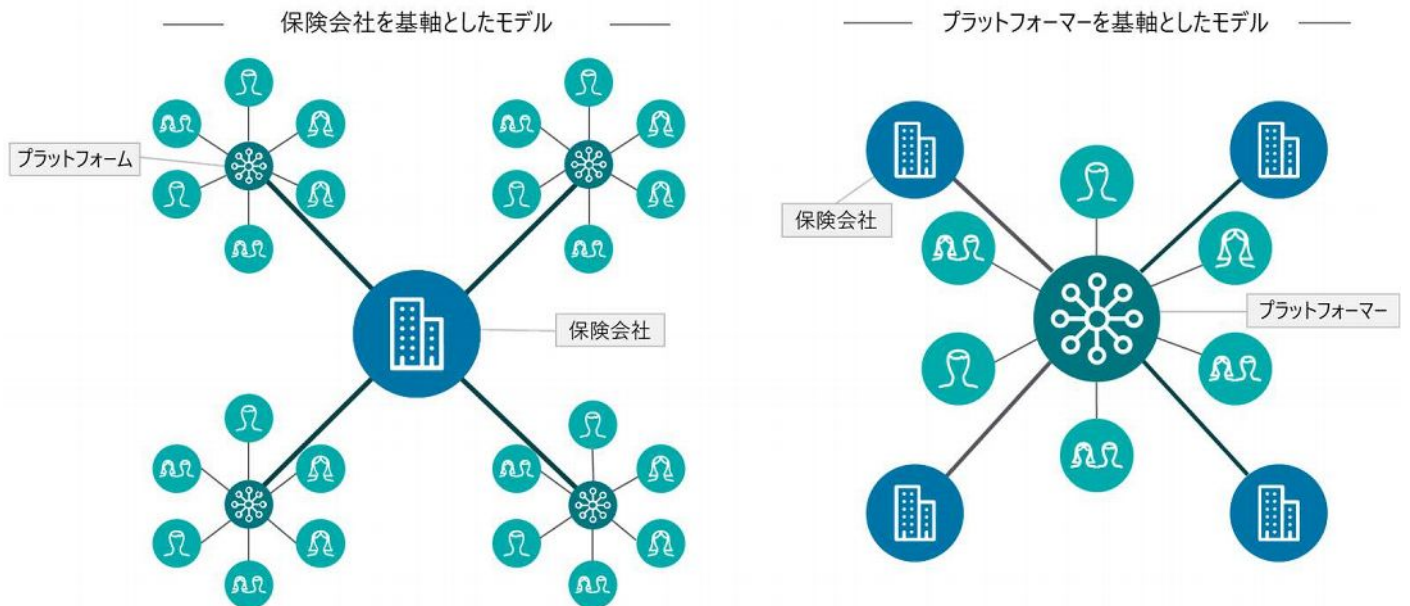 保険会社を基軸としたモデル
プラットフォーム
保険会社
プラットフォーマーを基軸としたモデル
保険会社
プラットフォーマー